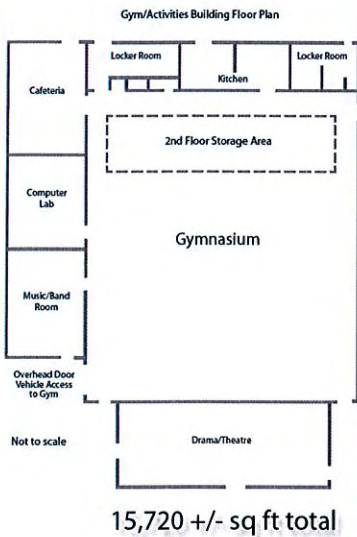 Gym/Activities Building Floor Plan
Locker Room
Kitchen
Locker Room
Cafeteria
2nd Floor Storage Area
Computer
Lab
Gymnasium
Music/Band
Room
Overhead Door
Vehicle Access
to Gym
Not to scale
Drama/Theatre
15,720 +/- sq ft total